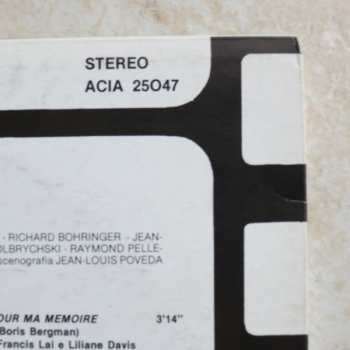 STEREO
ACIA 25047
- RICHARD BOHRINGER - JEAN-
OLBRYCHSKI - RAYMOND PELLE-
scenografia JEAN-LOUIS POVEDA
OUR MA MEMOIRE 3'14"
Boris Bergman)
Francis Lai e Liliane Davis